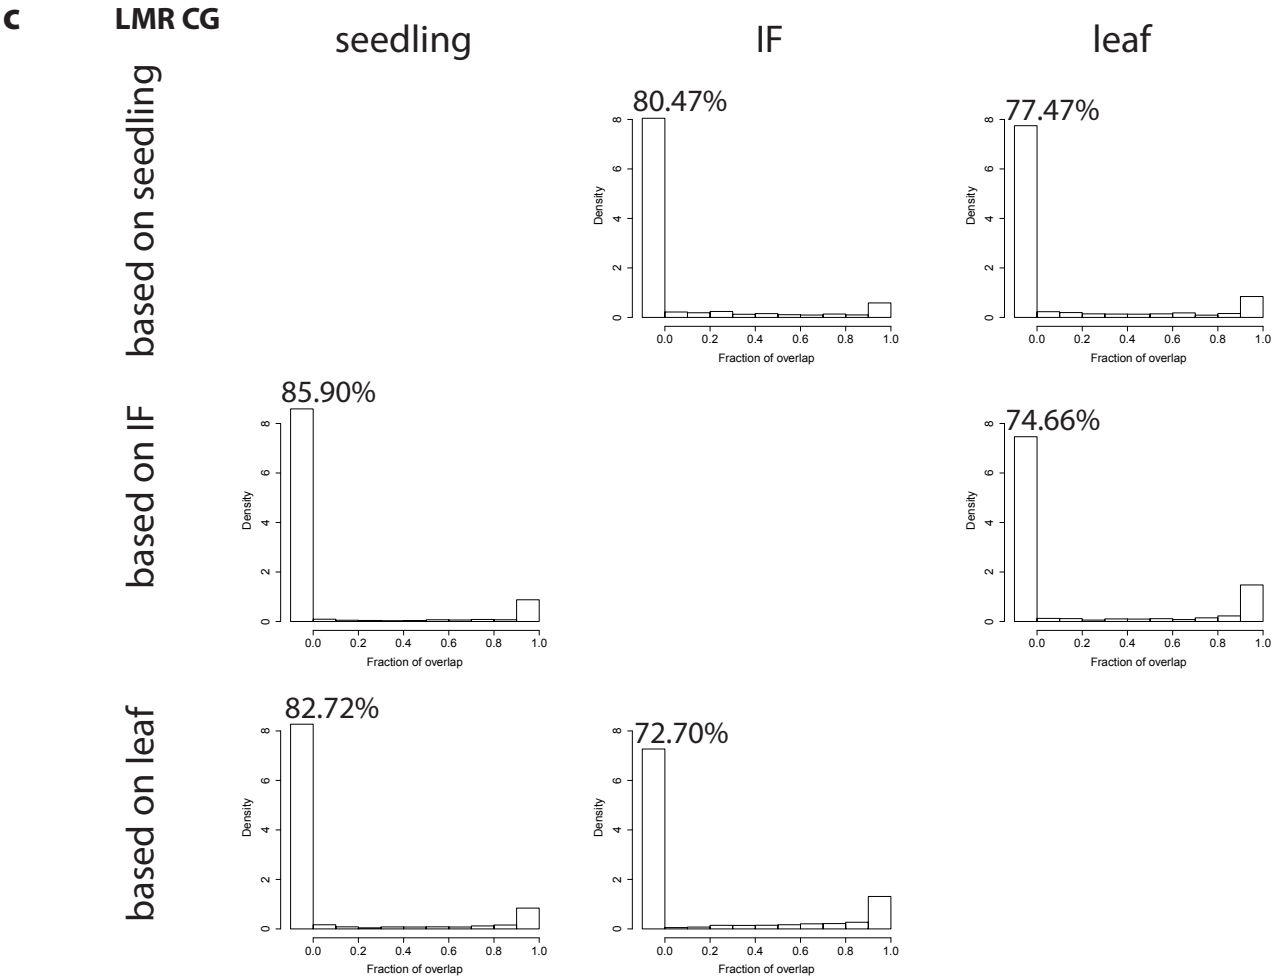 c LMR CG
seedling IF leaf
based on seedling
80.47%
Density
0 2 4 6 8
0.0 0.2 0.4 0.6 0.8 1.0
Fraction of overlap
77.47%
Density
0 2 4 6 8
0.0 0.2 0.4 0.6 0.8 1.0
Fraction of overlap
based on IF
85.90%
Density
0 2 4 6 8
0.0 0.2 0.4 0.6 0.8 1.0
Fraction of overlap
74.66%
Density
0 2 4 6 8
0.0 0.2 0.4 0.6 0.8 1.0
Fraction of overlap
based on leaf
82.72%
Density
0 2 4 6 8
0.0 0.2 0.4 0.6 0.8 1.0
Fraction of overlap
72.70%
Density
0 2 4 6 8
0.0 0.2 0.4 0.6 0.8 1.0
Fraction of overlap